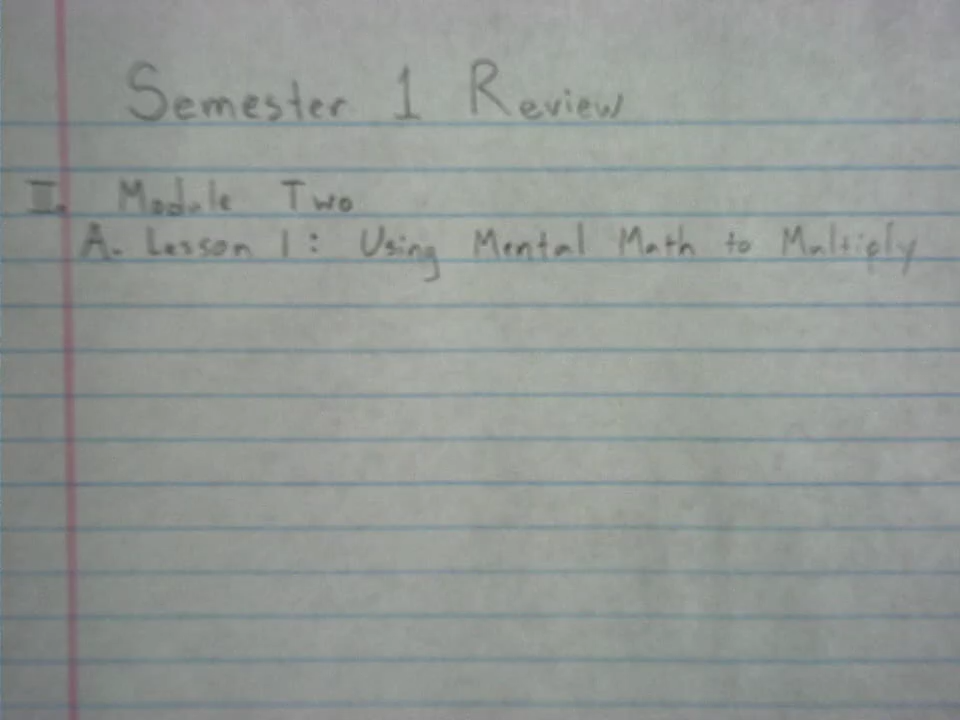 Semester 1 Review
II. Module Two
A. Lesson 1: Using Mental Math to Multiply